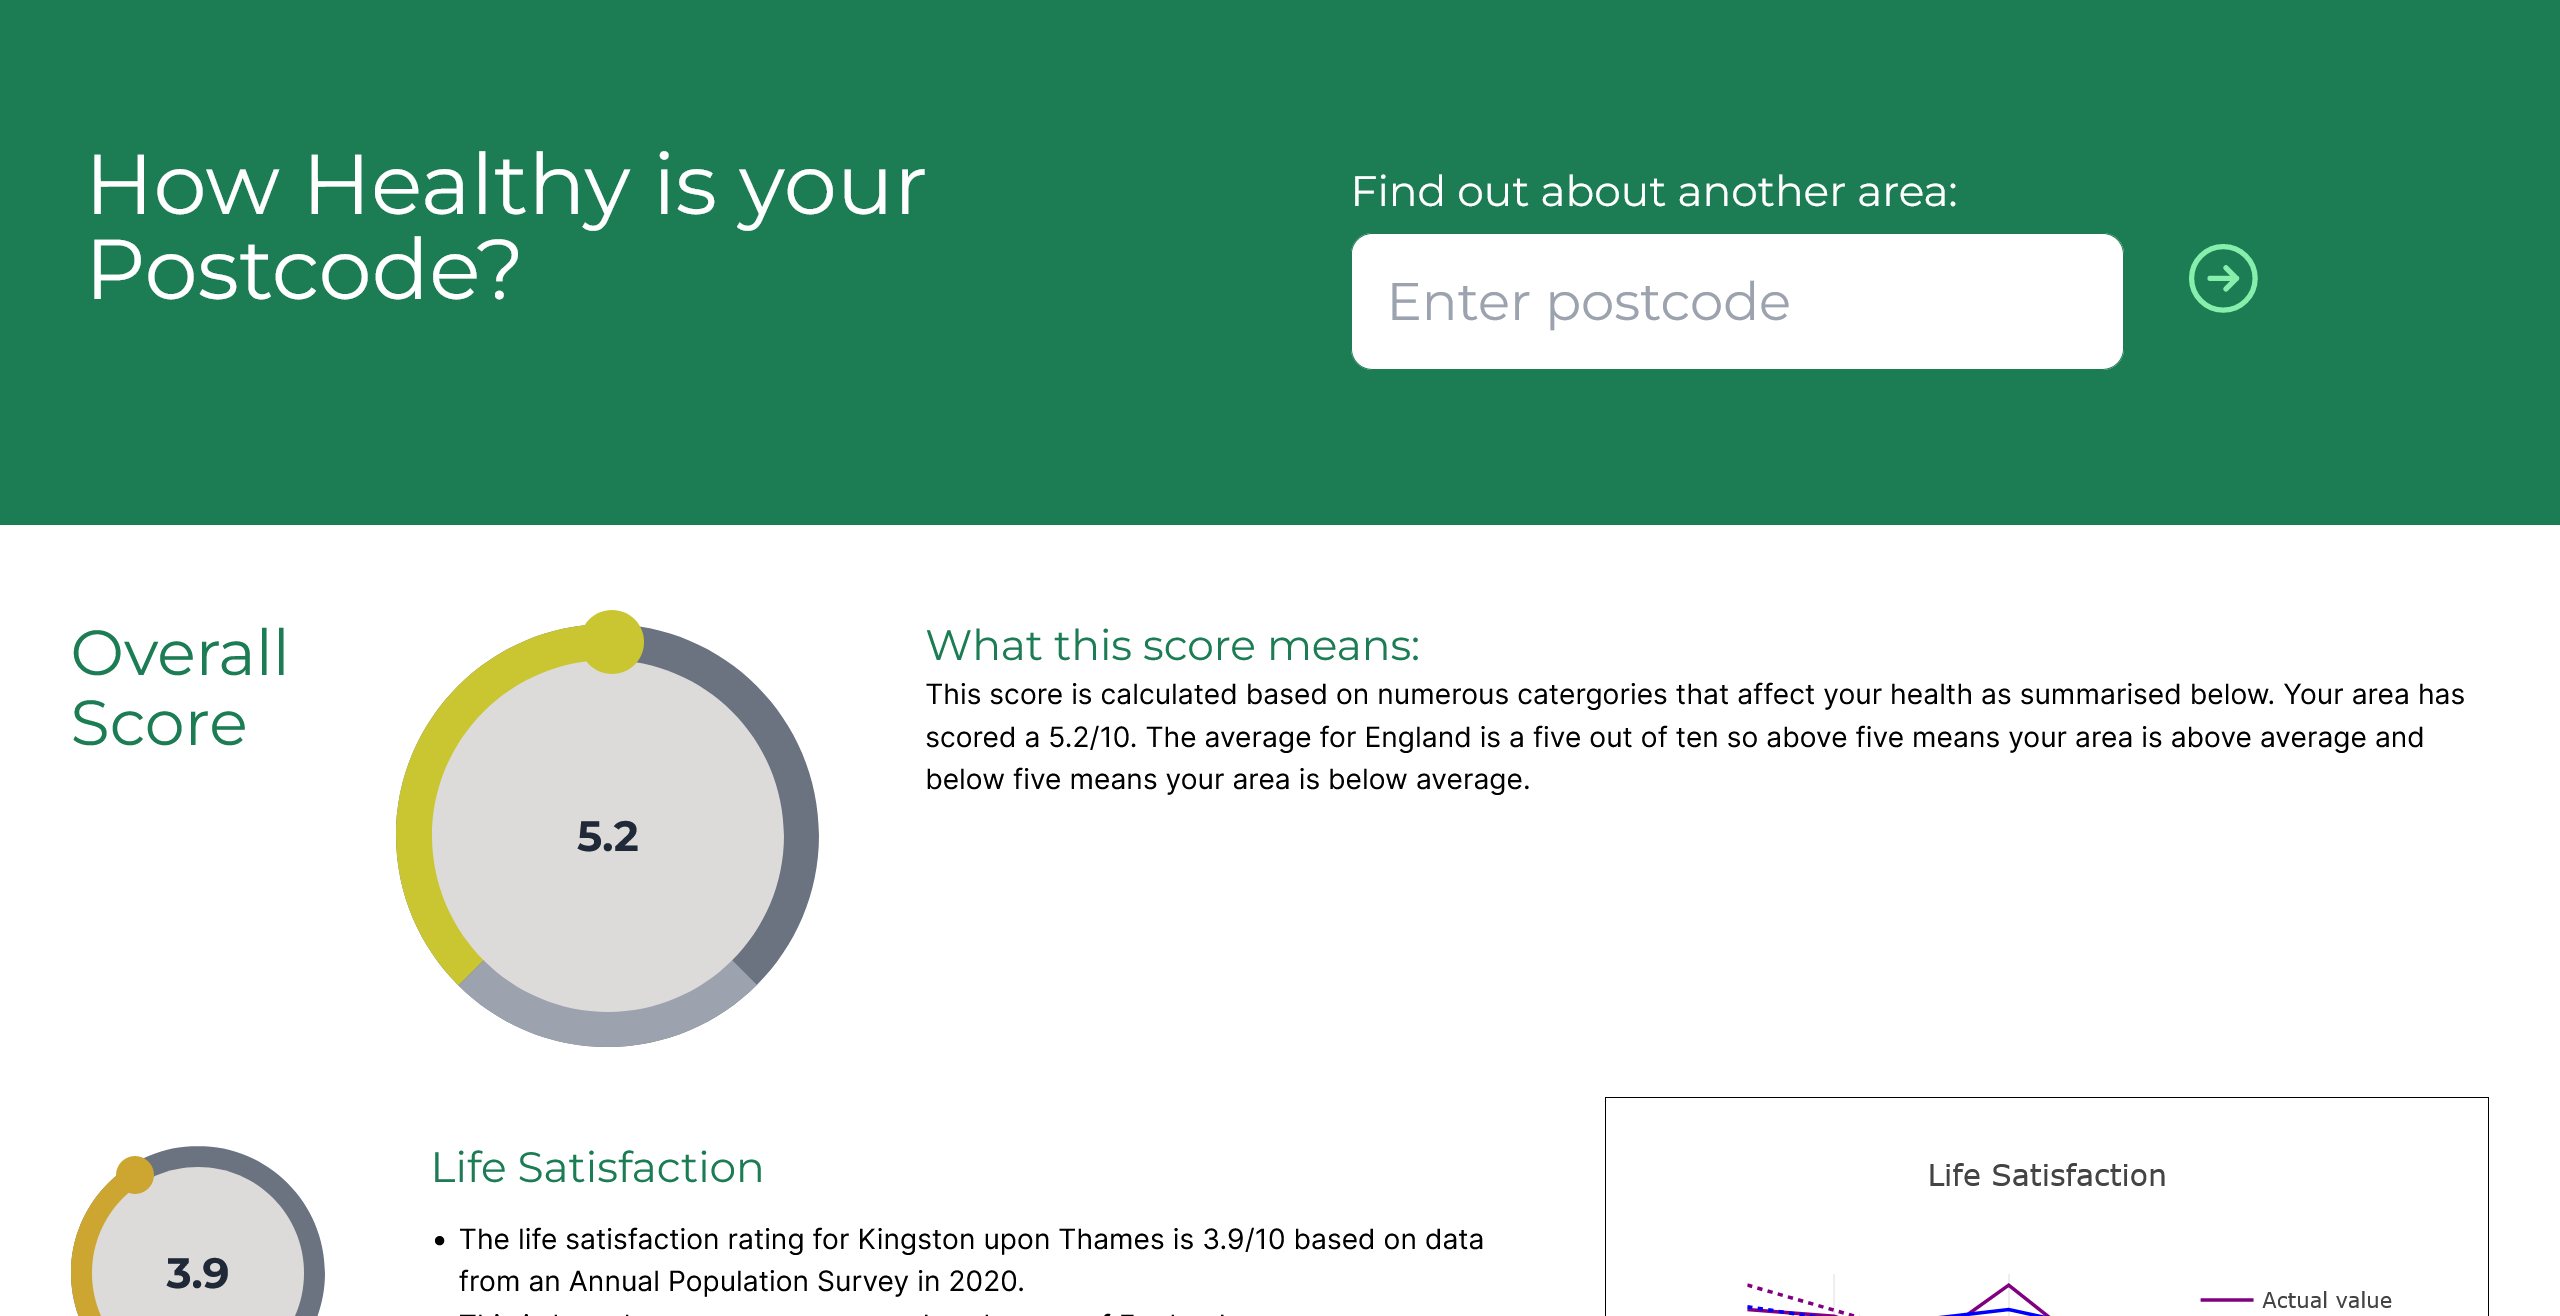 How Healthy is your
Postcode?
Find out about another area:
Enter postcode
Overall
Score
5.2
What this score means:
This score is calculated based on numerous catergories that affect your health as summarised below. Your area has
scored a 5.2/10. The average for England is a five out of ten so above five means your area is above average and
below five means your area is below average.
3.9
Life Satisfaction
• The life satisfaction rating for Kingston upon Thames is 3.9/10 based on data
from an Annual Population Survey in 2020.
Life Satisfaction
Actual value